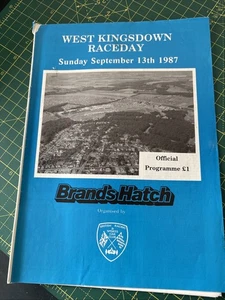 WEST KINGSDOWN
RACEDAY
Sunday September 13th 1987
Official
Programme £1
Brands Hatch
Organised by